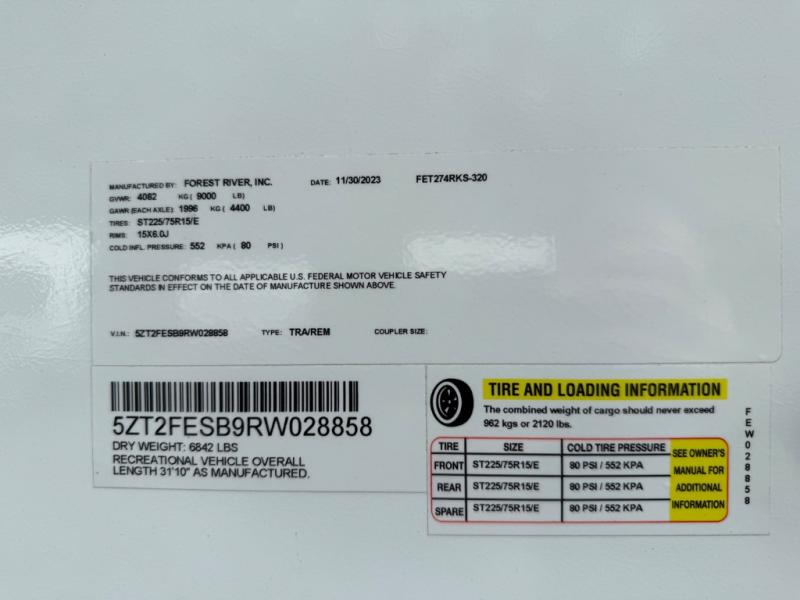 MANUFACTURED BY: FOREST RIVER, INC. DATE: 11/30/2023 FET274RKS-320
GVWR: 4082 KG ( 9000 LB)
GAWR (EACH AXLE): 1996 KG ( 4400 LB)
TIRES: ST225/75R15/E
RIMS: 15X6.0J
COLD INFL. PRESSURE: 552 KPA ( 80 PSI )
THIS VEHICLE CONFORMS TO ALL APPLICABLE U.S. FEDERAL MOTOR VEHICLE SAFETY
STANDARDS IN EFFECT ON THE DATE OF MANUFACTURE SHOWN ABOVE.
V.I.N.: 5ZT2FESB9RW028858 TYPE: TRA/REM COUPLER SIZE:
5ZT2FESB9RW028858
DRY WEIGHT: 6842 LBS
RECREATIONAL VEHICLE OVERALL
LENGTH 31'10" AS MANUFACTURED.
TIRE AND LOADING INFORMATION
The combined weight of cargo should never exceed
962 kgs or 2120 lbs.
TIRE SIZE COLD TIRE PRESSURE
FRONT ST225/75R15/E 80 PSI / 552 KPA
REAR ST225/75R15/E 80 PSI / 552 KPA
SPARE ST225/75R15/E 80 PSI / 552 KPA
SEE OWNER'S
MANUAL FOR
ADDITIONAL
INFORMATION
FEW028858